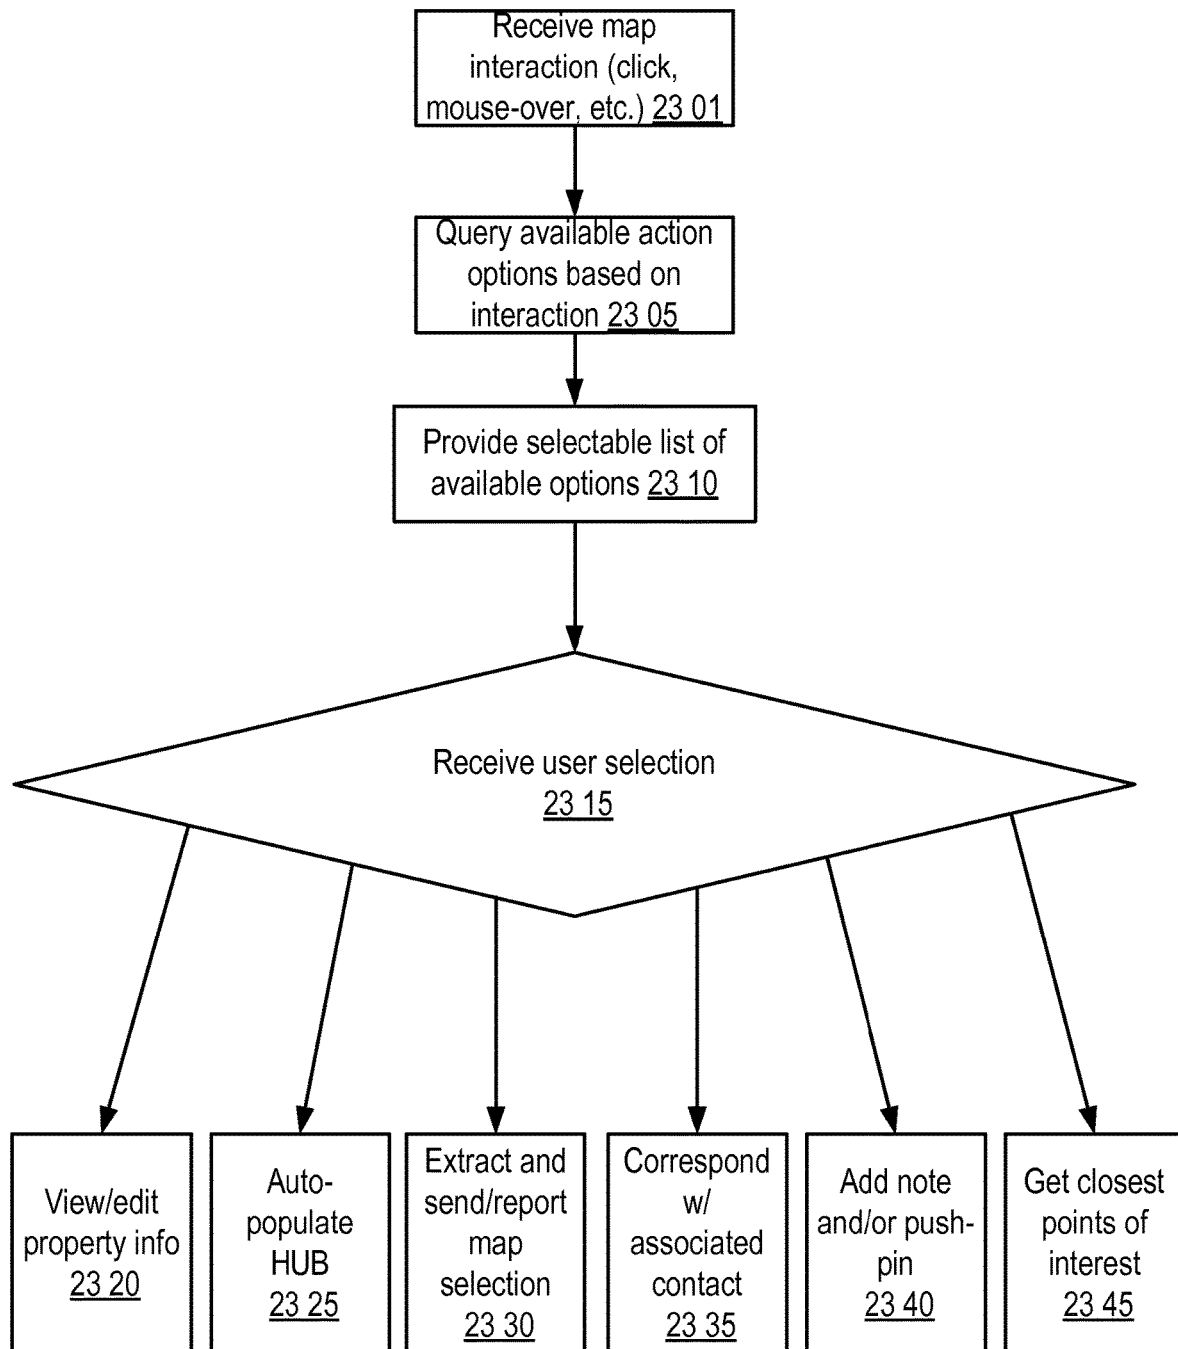 Receive map
interaction (click,
mouse-over, etc.) 23 01
Query available action
options based on
interaction 23 05
Provide selectable list of
available options 23 10
Receive user selection
23 15
View/edit
property info
23 20
Auto-
populate
HUB
23 25
Extract and
send/report
map
selection
23 30
Correspond
w/
associated
contact
23 35
Add note
and/or push-
pin
23 40
Get closest
points of
interest
23 45